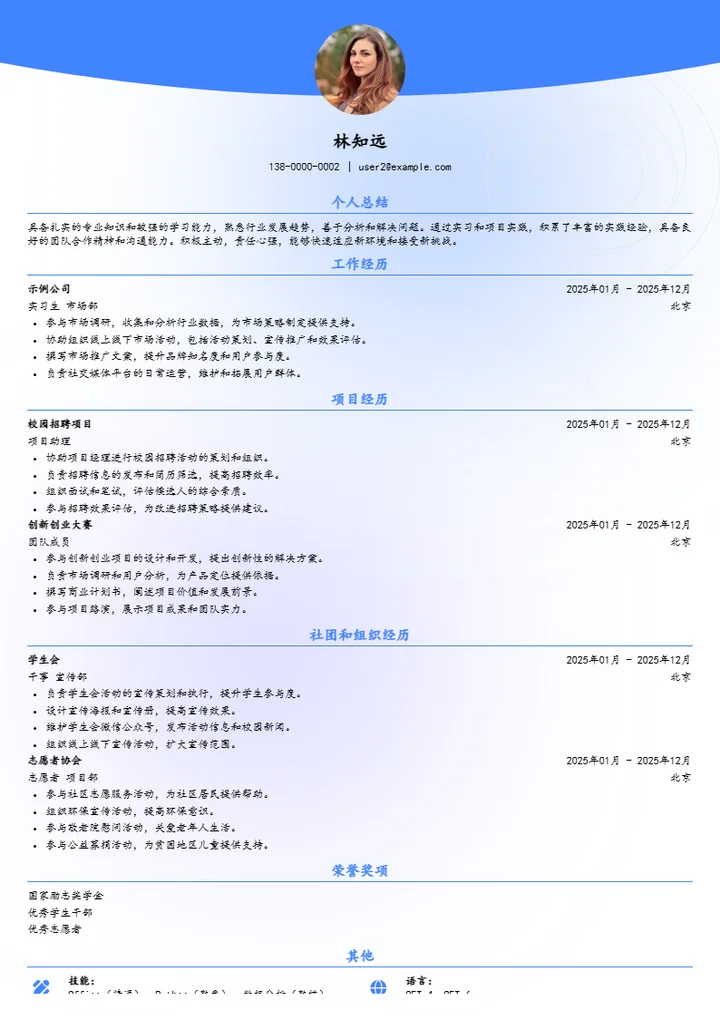 林知远
138-0000-0002 | user2@example.com
个人总结
具备扎实的专业知识和较强的学习能力，熟悉行业发展趋势，善于分析和解决问题。通过实习和项目实践，积累了丰富的实践经验，具备良
好的团队合作精神和沟通能力。积极主动，责任心强，能够快速适应新环境和接受新挑战。
工作经历
示例公司 2025年01月 - 2025年12月
实习生 市场部 北京
• 参与市场调研，收集和分析行业数据，为市场策略制定提供支持。
• 协助组织线上线下市场活动，包括活动策划、宣传推广和效果评估。
• 撰写市场推广文案，提升品牌知名度和用户参与度。
• 负责社交媒体平台的日常运营，维护和拓展用户群体。
项目经历
校园招聘项目 2025年01月 - 2025年12月
项目助理 北京
• 协助项目经理进行校园招聘活动的策划和组织。
• 负责招聘信息的发布和简历筛选，提高招聘效率。
• 组织面试和笔试，评估候选人的综合素质。
• 参与招聘效果评估，为改进招聘策略提供建议。
创新创业大赛 2025年01月 - 2025年12月
团队成员 北京
• 参与创新创业项目的设计和开发，提出创新性的解决方案。
• 负责市场调研和用户分析，为产品定位提供依据。
• 撰写商业计划书，阐述项目价值和发展前景。
• 参与项目路演，展示项目成果和团队实力。
社团和组织经历
学生会 2025年01月 - 2025年12月
干事 宣传部 北京
• 负责学生会活动的宣传策划和执行，提升学生参与度。
• 设计宣传海报和宣传册，提高宣传效果。
• 维护学生会微信公众号，发布活动信息和校园新闻。
• 组织线上线下宣传活动，扩大宣传范围。
志愿者协会 2025年01月 - 2025年12月
志愿者 项目部 北京
• 参与社区志愿服务活动，为社区居民提供帮助。
• 组织环保宣传活动，提高环保意识。
• 参与敬老院慰问活动，关爱老年人生活。
• 参与公益募捐活动，为贫困地区儿童提供支持。
荣誉奖项
国家励志奖学金
优秀学生干部
优秀志愿者
其他
技能： 语言：